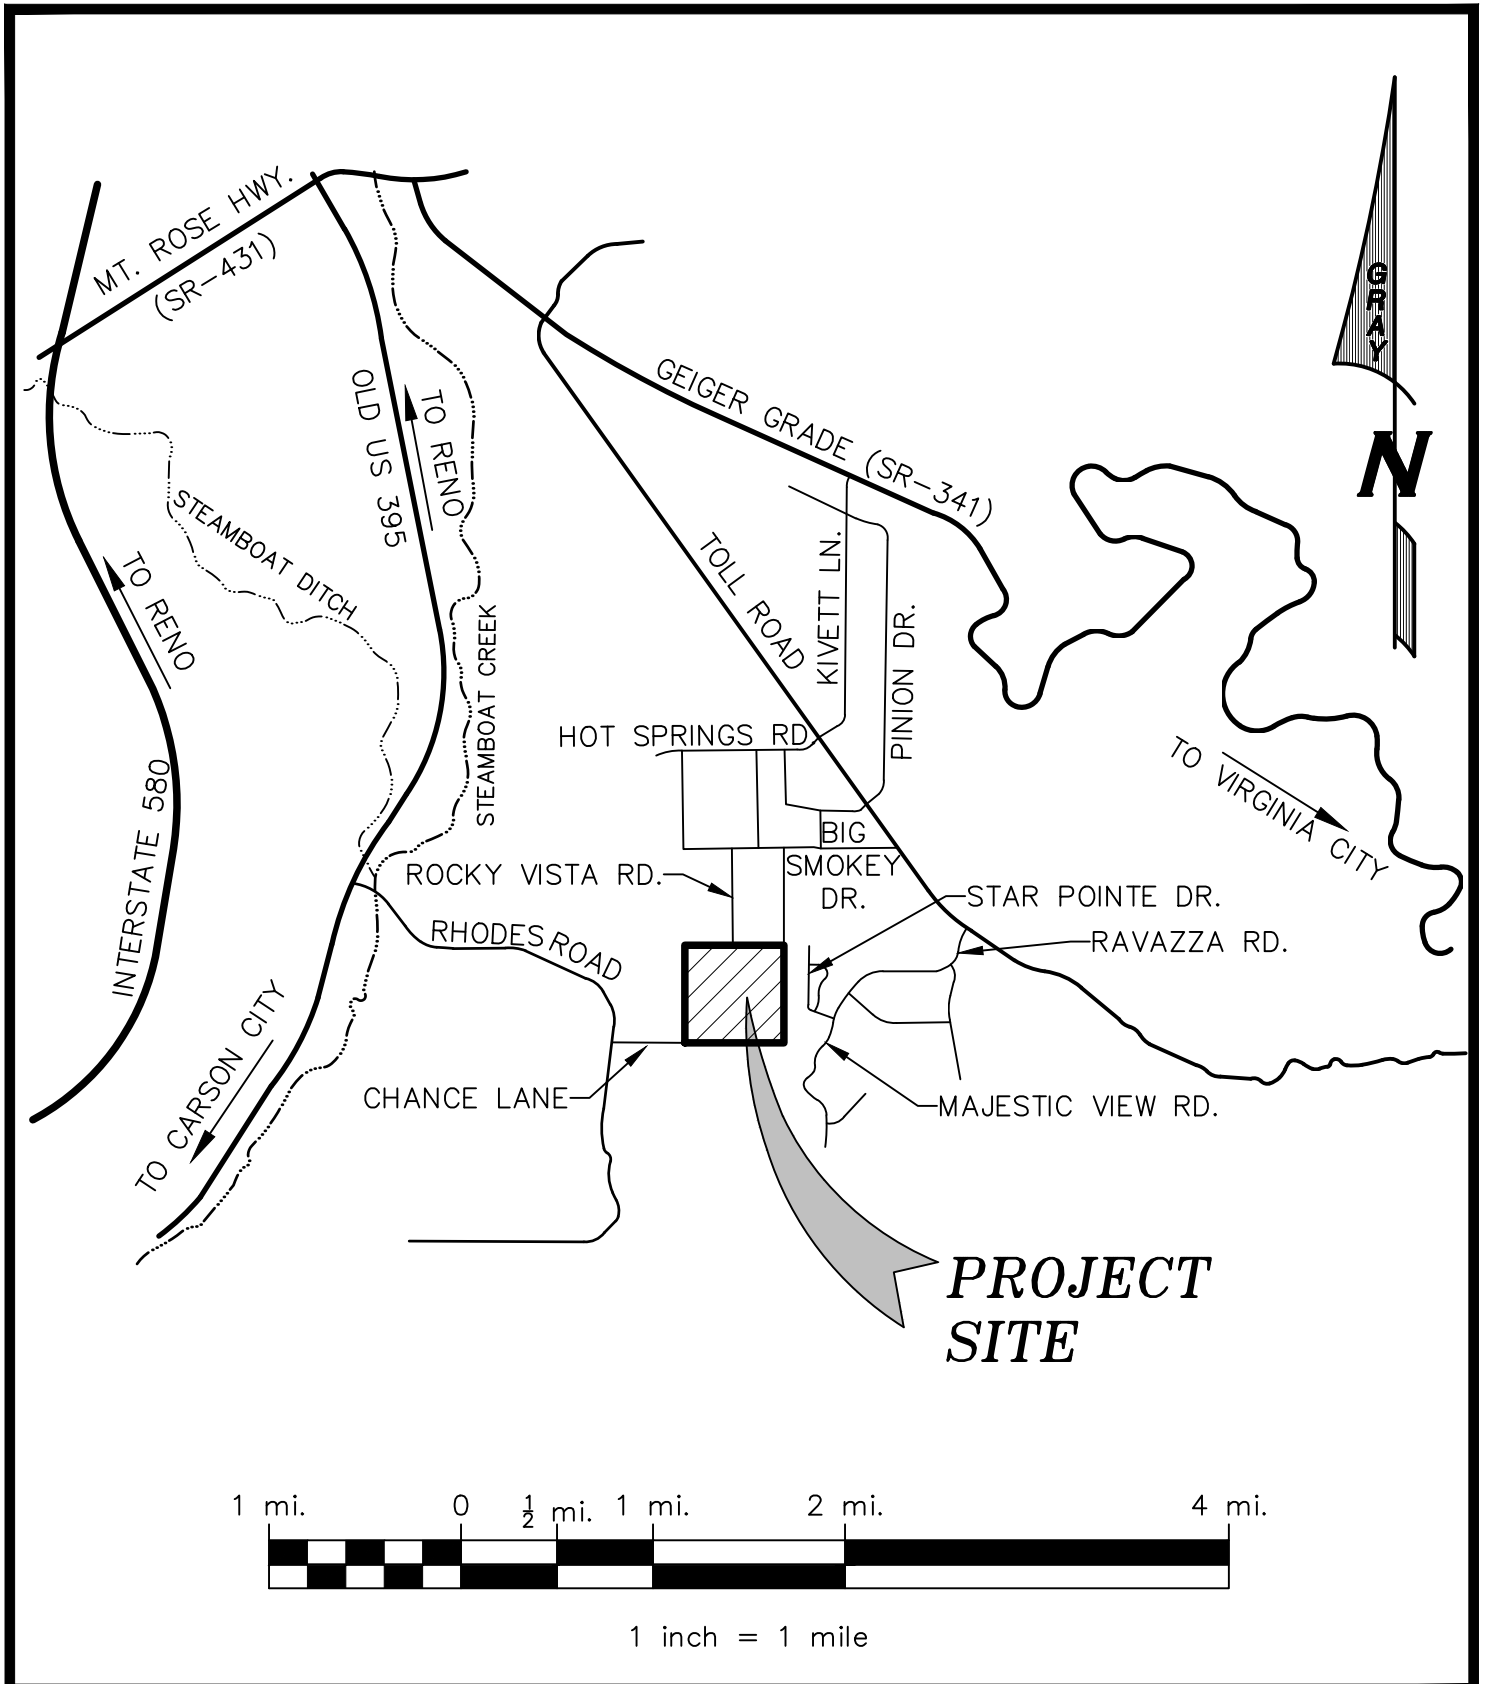 MT. ROSE HWY.
(SR-431)
GRAY
N
OLD US 395
TO RENO
GEIGER GRADE (SR-341)
STEAMBOAT DITCH
TO RENO
TOLL ROAD
KIVETT LN.
PINION DR.
STEAMBOAT CREEK
HOT SPRINGS RD
TO VIRGINIA CITY
INTERSTATE 580
BIG
SMOKEY
DR.
ROCKY VISTA RD.
STAR POINTE DR.
RHODES ROAD
RAVAZZA RD.
TO CARSON CITY
CHANCE LANE
MAJESTIC VIEW RD.
PROJECT
SITE
1 mi. 0 1/2 mi. 1 mi. 2 mi. 4 mi.
1 inch = 1 mile